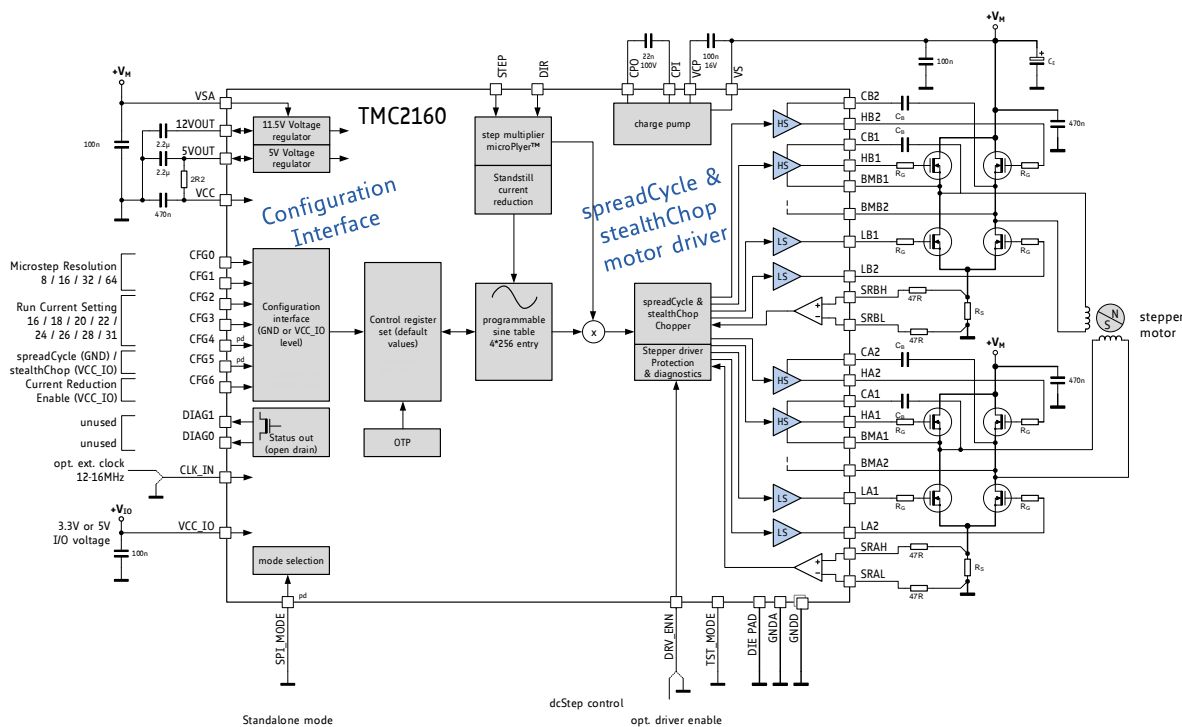 +VM
+VM
STEP
DIR
CPO
22n
100V
CPI
VCP
100n
16V
VS
100n
+
CE
VSA
TMC2160
12VOUT
11.5V Voltage
regulator
100n
2.2µ
5VOUT
5V Voltage
regulator
2.2µ
2R2
VCC
470n
step multiplier
microPlyer™
Standstill
current
reduction
charge pump
Configuration
Interface
spreadCycle &
stealthChop
motor driver
HS
HS
LS
LS
CB2
CB
HB2
CB1
CB
HB1
RG
RG
BMB1
BMB2
LB1
RG
RG
LB2
SRBH
47R
RS
SRBL
47R
470n
Microstep Resolution
8 / 16 / 32 / 64
Run Current Setting
16 / 18 / 20 / 22 /
24 / 26 / 28 / 31
spreadCycle (GND) /
stealthChop (VCC_IO)
Current Reduction
Enable (VCC_IO)
unused
unused
CFG0
CFG1
CFG2
CFG3
CFG4
pd
CFG5
pd
CFG6
DIAG1
DIAG0
Configuration
interface
(GND or VCC_IO
level)
Status out
(open drain)
Control register
set (default
values)
OTP
programmable
sine table
4*256 entry
x
spreadCycle &
stealthChop
Chopper
Stepper driver
Protection
& diagnostics
+
−
N
S
stepper
motor
+VM
470n
HS
HS
LS
LS
CA2
CB
HA2
CA1
CB
HA1
RG
RG
BMA1
BMA2
LA1
RG
RG
LA2
SRAH
47R
RS
SRAL
47R
+
−
opt. ext. clock
12-16MHz
CLK_IN
+VIO
3.3V or 5V
I/O voltage
VCC_IO
100n
mode selection
pd
SPI_MODE
DRV_ENN
TST_MODE
DIE PAD
GNDA
GNDD
dcStep control
Standalone mode
opt. driver enable